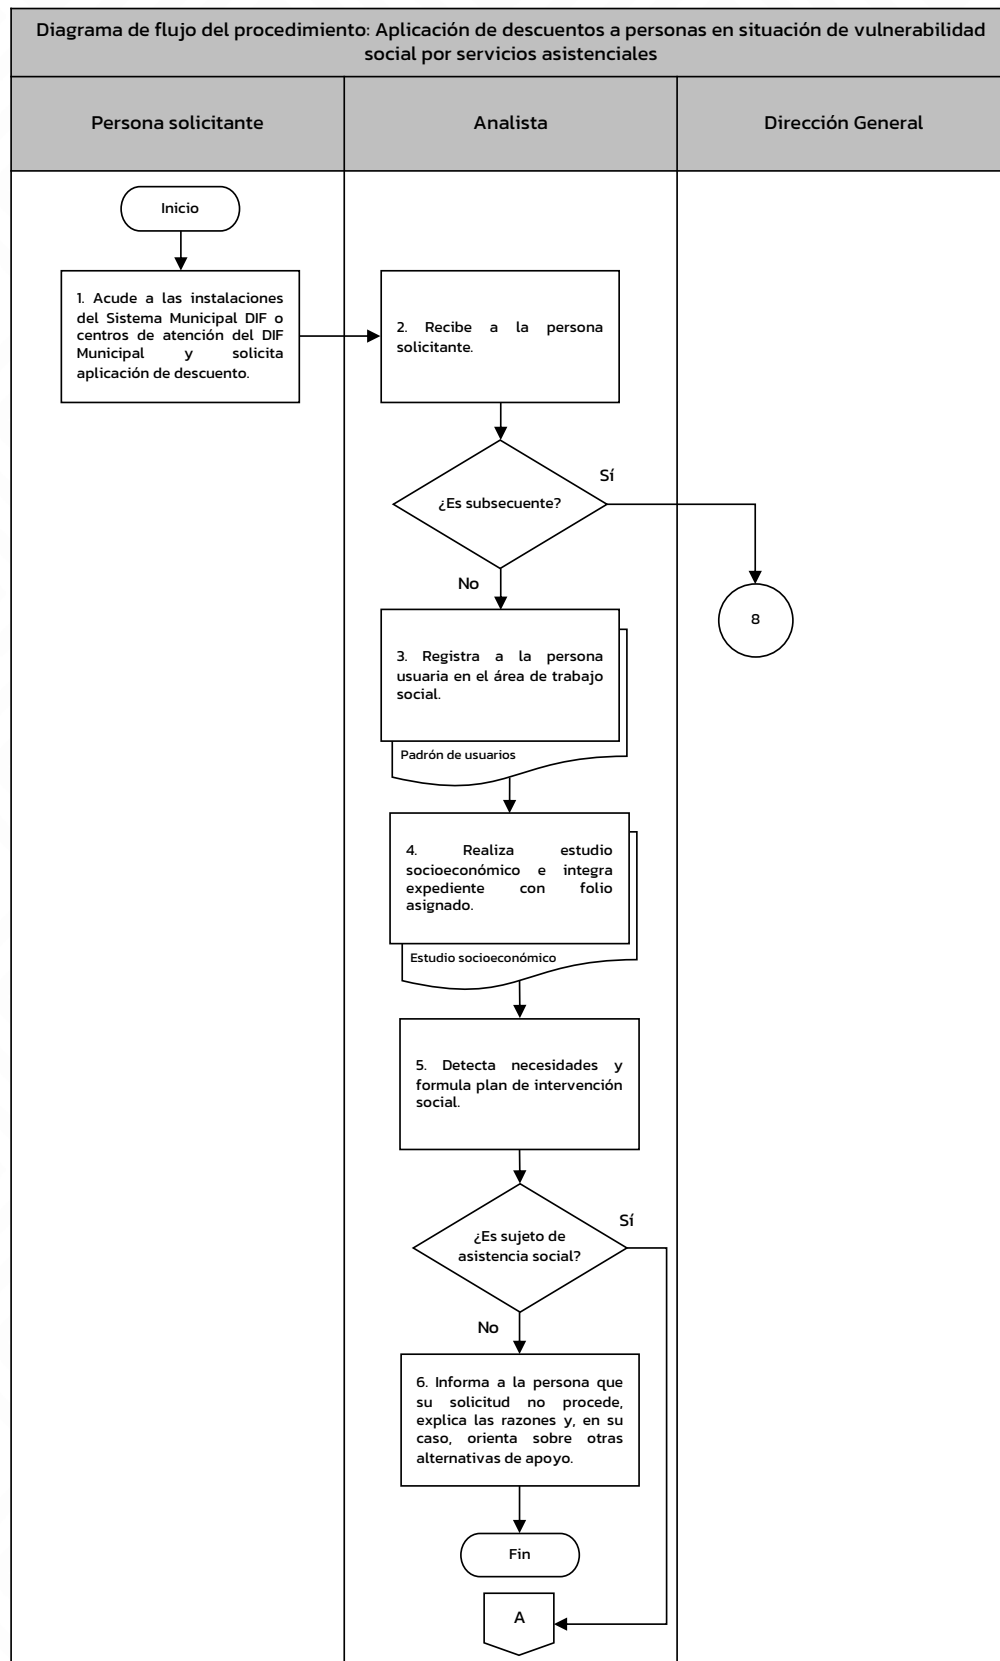 Diagrama de flujo del procedimiento: Aplicación de descuentos a personas en situación de vulnerabilidad
social por servicios asistenciales
Persona solicitante
Analista
Dirección General
Inicio
1. Acude a las instalaciones
del Sistema Municipal DIF o
centros de atención del DIF
Municipal y solicita
aplicación de descuento.
2. Recibe a la persona
solicitante.
¿Es subsecuente?
Sí
No
8
3. Registra a la persona
usuaria en el área de trabajo
social.
Padrón de usuarios
4. Realiza estudio
socioeconómico e integra
expediente con folio
asignado.
Estudio socioeconómico
5. Detecta necesidades y
formula plan de intervención
social.
¿Es sujeto de
asistencia social?
Sí
No
6. Informa a la persona que
su solicitud no procede,
explica las razones y, en su
caso, orienta sobre otras
alternativas de apoyo.
Fin
A